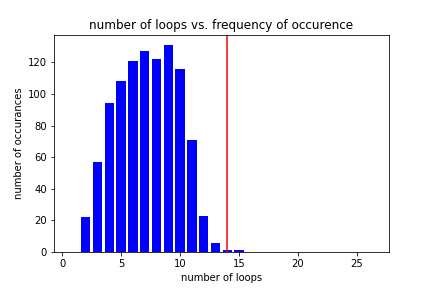 number of loops vs. frequency of occurence
number of occurances
120
100
80
60
40
20
0
0 5 10 15 20 25
number of loops